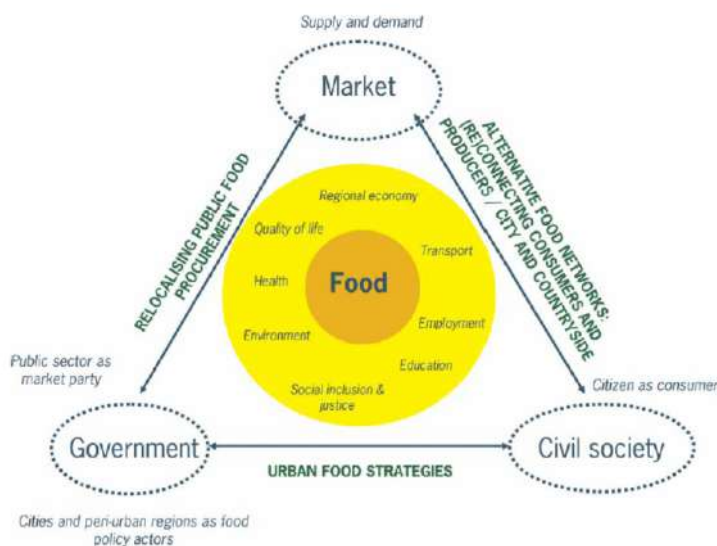 Supply and demand
Market
RELOCALISING PUBLIC FOOD
PROCUREMENT
ALTERNATIVE FOOD NETWORKS:
(RE)CONNECTING CONSUMERS AND
PRODUCERS / CITY AND COUNTRYSIDE
Regional economy
Quality of life
Transport
Health
Food
Employment
Environment
Education
Social inclusion &
justice
Public sector as
market party
Citizen as consumer
Government
Civil society
URBAN FOOD STRATEGIES
Cities and peri-urban regions as food
policy actors